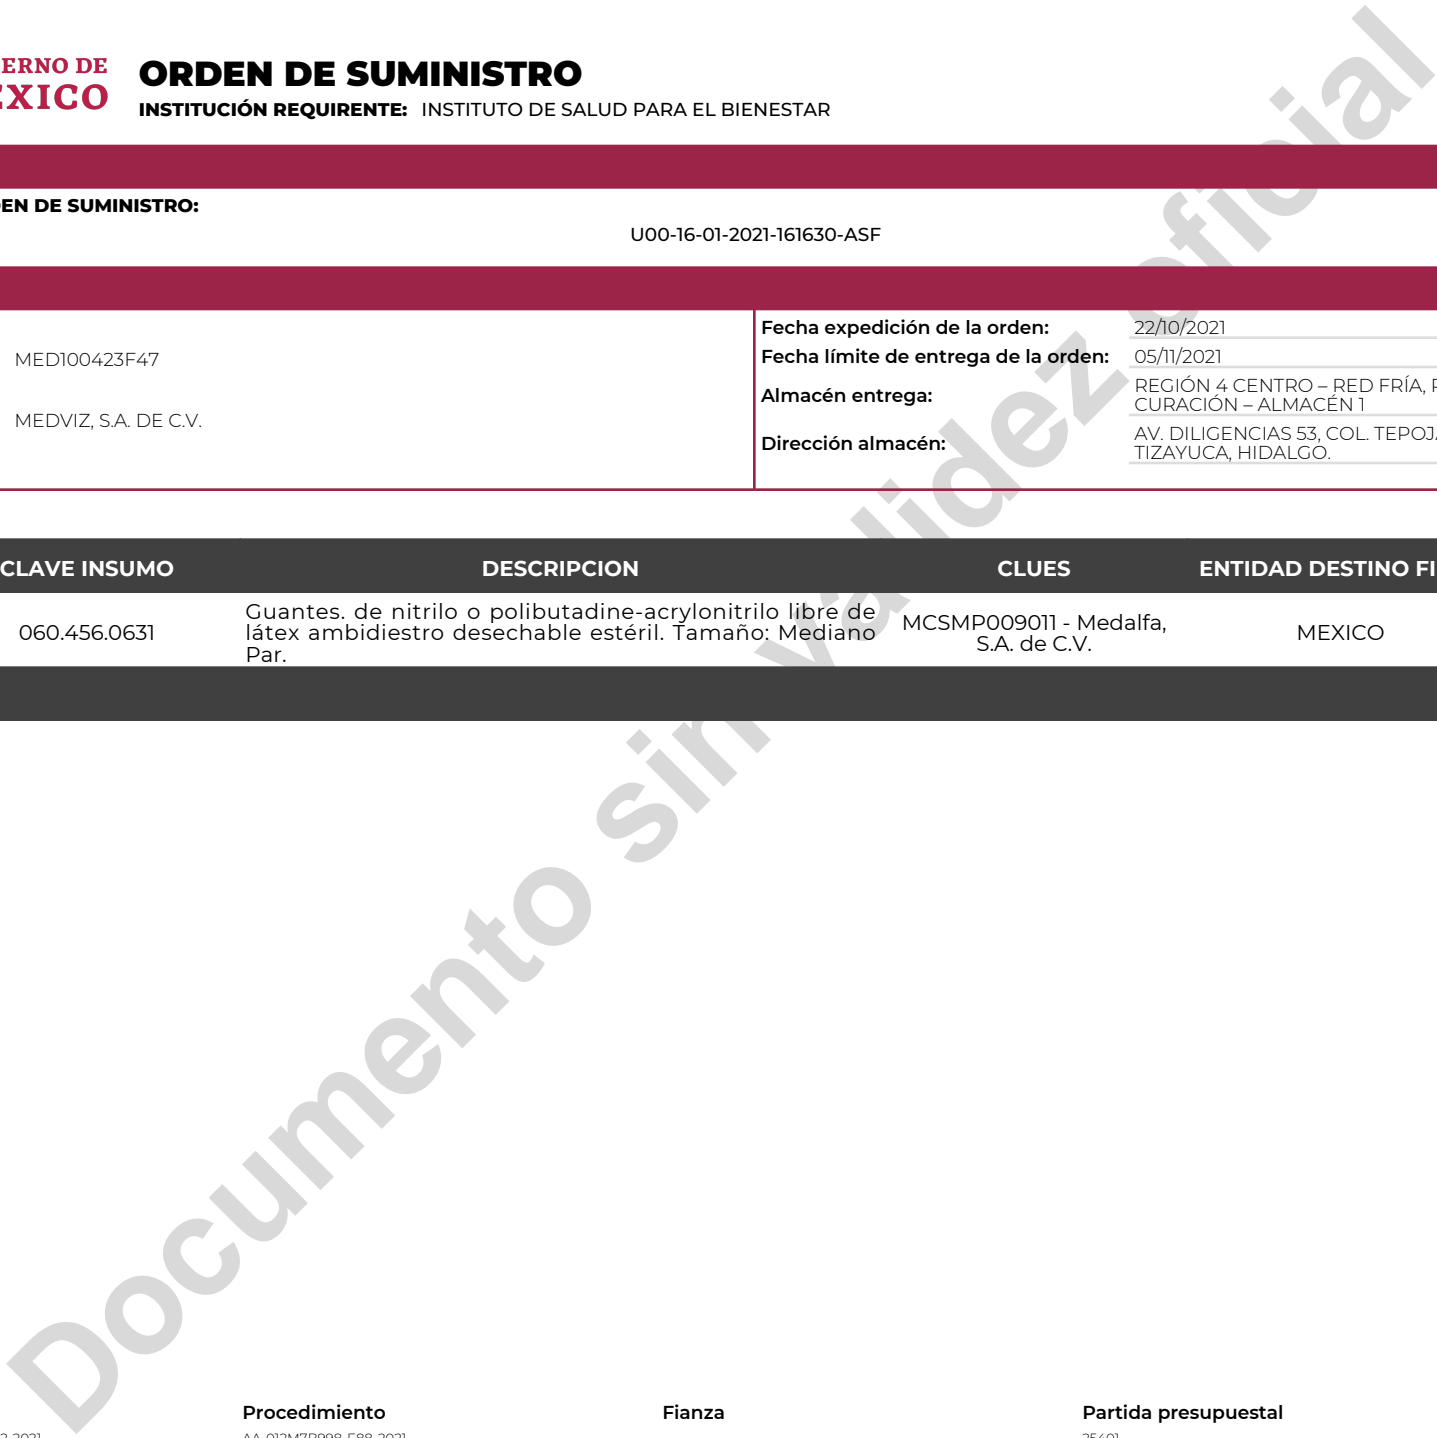 ERNO DE
EXICO
ORDEN DE SUMINISTRO
INSTITUCIÓN REQUIRENTE: INSTITUTO DE SALUD PARA EL BIENESTAR
EN DE SUMINISTRO:
U00-16-01-2021-161630-ASF
MED100423F47
MEDVIZ, S.A. DE C.V.
Fecha expedición de la orden: 22/10/2021
Fecha límite de entrega de la orden: 05/11/2021
Almacén entrega: REGIÓN 4 CENTRO – RED FRÍA,
CURACIÓN – ALMACÉN 1
Dirección almacén: AV. DILIGENCIAS 53, COL. TEPOJ
TIZAYUCA, HIDALGO.
CLAVE INSUMO DESCRIPCION CLUES ENTIDAD DESTINO FI
060.456.0631 Guantes. de nitrilo o polibutadine-acrylonitrilo libre de
látex ambidiestro desechable estéril. Tamaño: Mediano
Par.
MCSMP009011 - Medalfa,
S.A. de C.V.
MEXICO
Documento sin validez oficial
Procedimiento Fianza Partida presupuestal